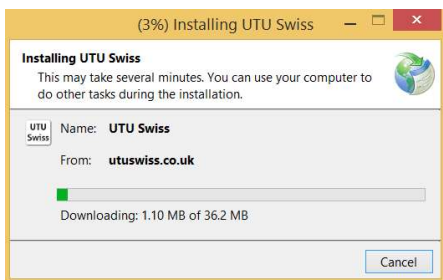 (3%) Installing UTU Swiss
Installing UTU Swiss
This may take several minutes. You can use your computer to
do other tasks during the installation.
UTU
Swiss
Name: UTU Swiss
From: utuswiss.co.uk
Downloading: 1.10 MB of 36.2 MB
Cancel